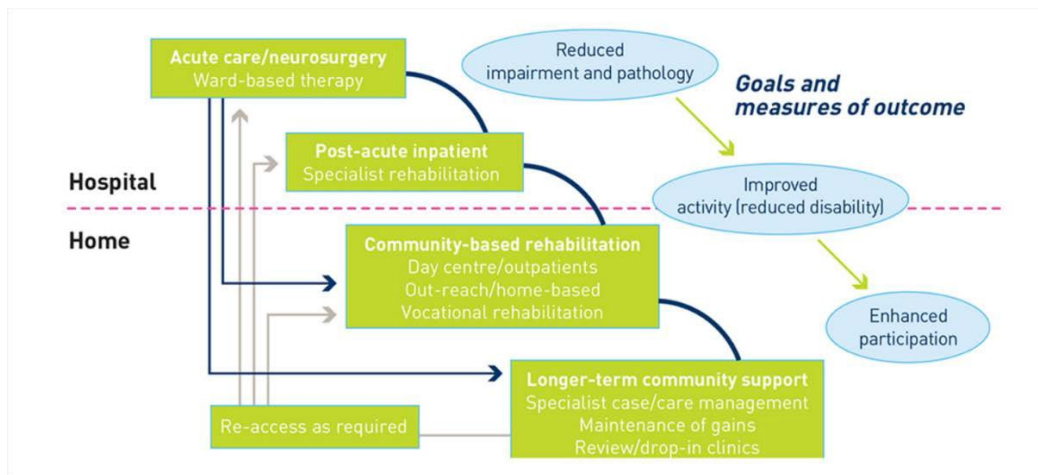 Acute care/neurosurgery
Ward-based therapy
Reduced
impairment and pathology
Goals and
measures of outcome
Post-acute inpatient
Specialist rehabilitation
Hospital
Improved
activity (reduced disability)
Home
Community-based rehabilitation
Day centre/outpatients
Out-reach/home-based
Vocational rehabilitation
Enhanced
participation
Longer-term community support
Specialist case/care management
Maintenance of gains
Review/drop-in clinics
Re-access as required